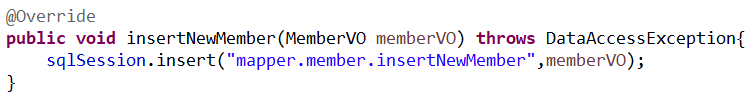 @Override
public void insertNewMember(MemberVO memberVO) throws DataAccessException{
    sqlSession.insert("mapper.member.insertNewMember",memberVO);
}